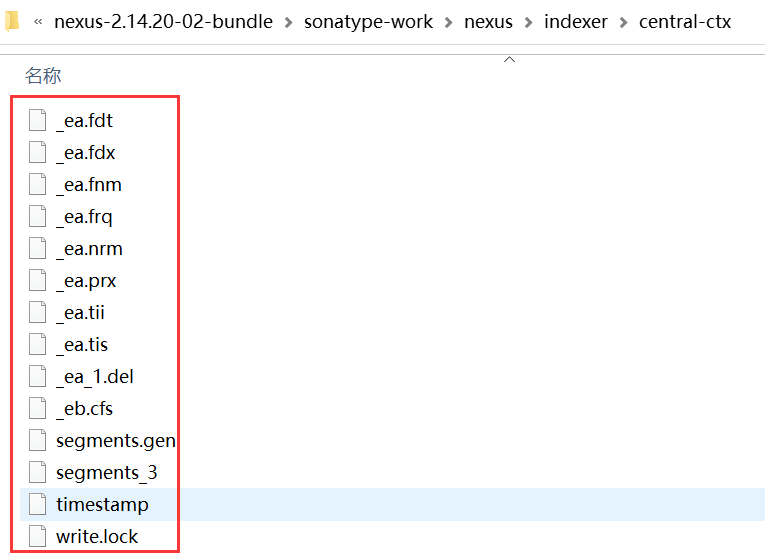 « nexus-2.14.20-02-bundle > sonatype-work > nexus > indexer > central-ctx
名称
_ea.fdt
_ea.fdx
_ea.fnm
_ea.frq
_ea.nrm
_ea.prx
_ea.tii
_ea.tis
_ea_1.del
_eb.cfs
segments.gen
segments_3
timestamp
write.lock